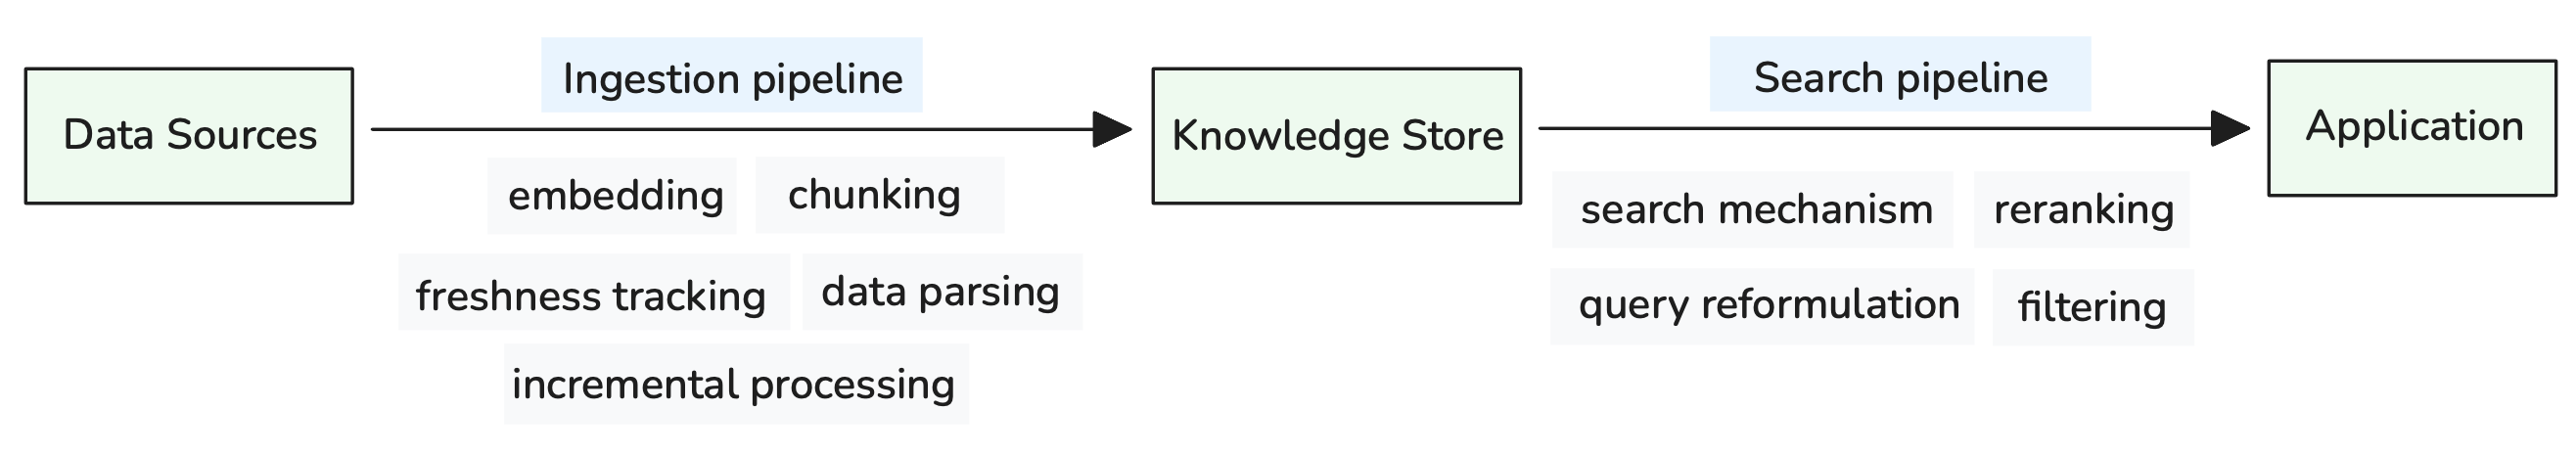 Data Sources
Ingestion pipeline
embedding
chunking
freshness tracking
data parsing
incremental processing
Knowledge Store
Search pipeline
search mechanism
reranking
query reformulation
filtering
Application